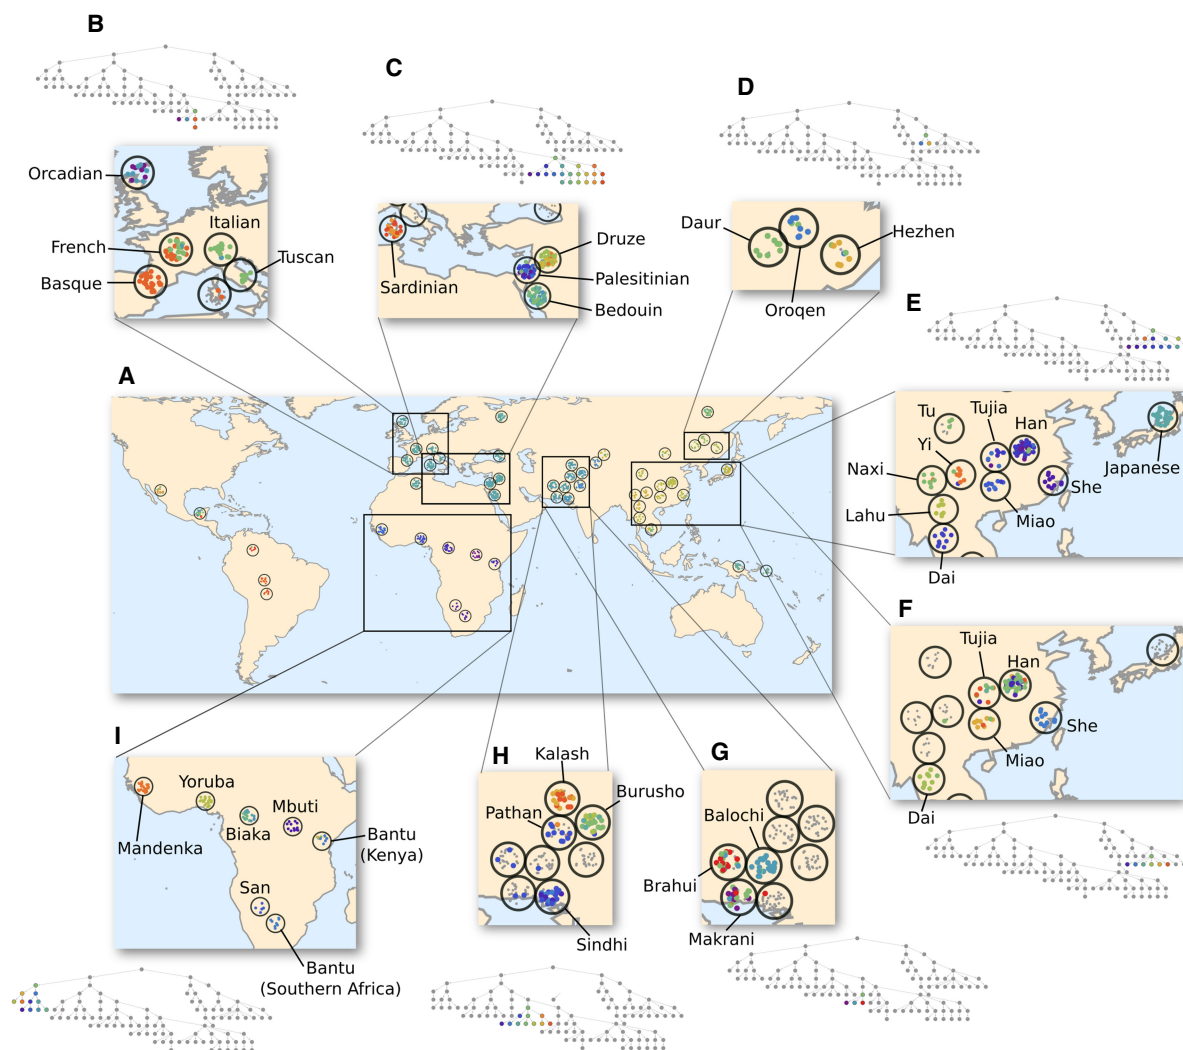 B
Orcadian
Italian
French
Tuscan
Basque
C
Druze
Palesitinian
Sardinian
Bedouin
D
Daur
Hezhen
Oroqen
E
Tu
Tujia
Han
Yi
Naxi
Japanese
She
Lahu
Miao
Dai
A
F
Tujia
Han
She
Miao
Dai
I
Yoruba
Mbuti
Biaka
Mandenka
Bantu
(Kenya)
San
Bantu
(Southern Africa)
H
Kalash
Burusho
Pathan
Sindhi
G
Balochi
Brahui
Makrani